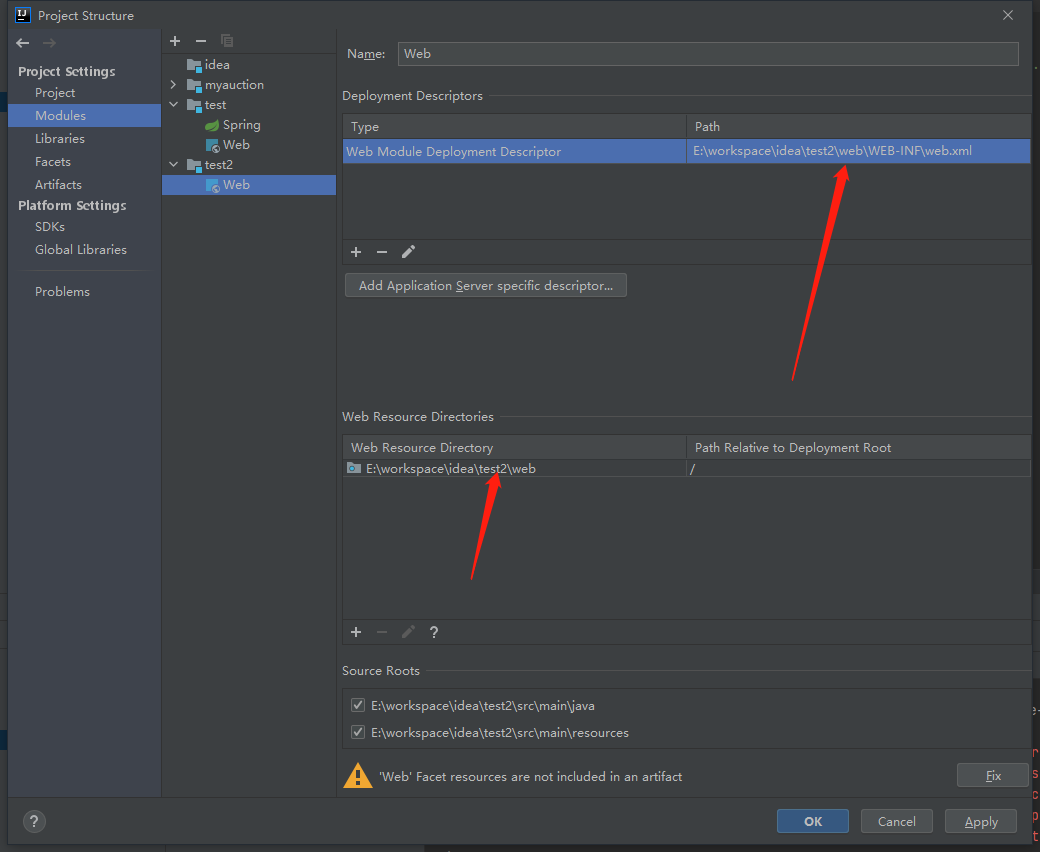 Project Structure
Project Settings
Project
Modules
Libraries
Facets
Artifacts
Platform Settings
SDKs
Global Libraries
Problems
idea
myauction
test
Spring
Web
test2
Web
Name: Web
Deployment Descriptors
Type Path
Web Module Deployment Descriptor E:\workspace\idea\test2\web\WEB-INF\web.xml
Add Application Server specific descriptor...
Web Resource Directories
Web Resource Directory Path Relative to Deployment Root
E:\workspace\idea\test2\web /
?
Source Roots
E:\workspace\idea\test2\src\main\java
E:\workspace\idea\test2\src\main\resources
'Web' Facet resources are not included in an artifact Fix
? OK Cancel Apply